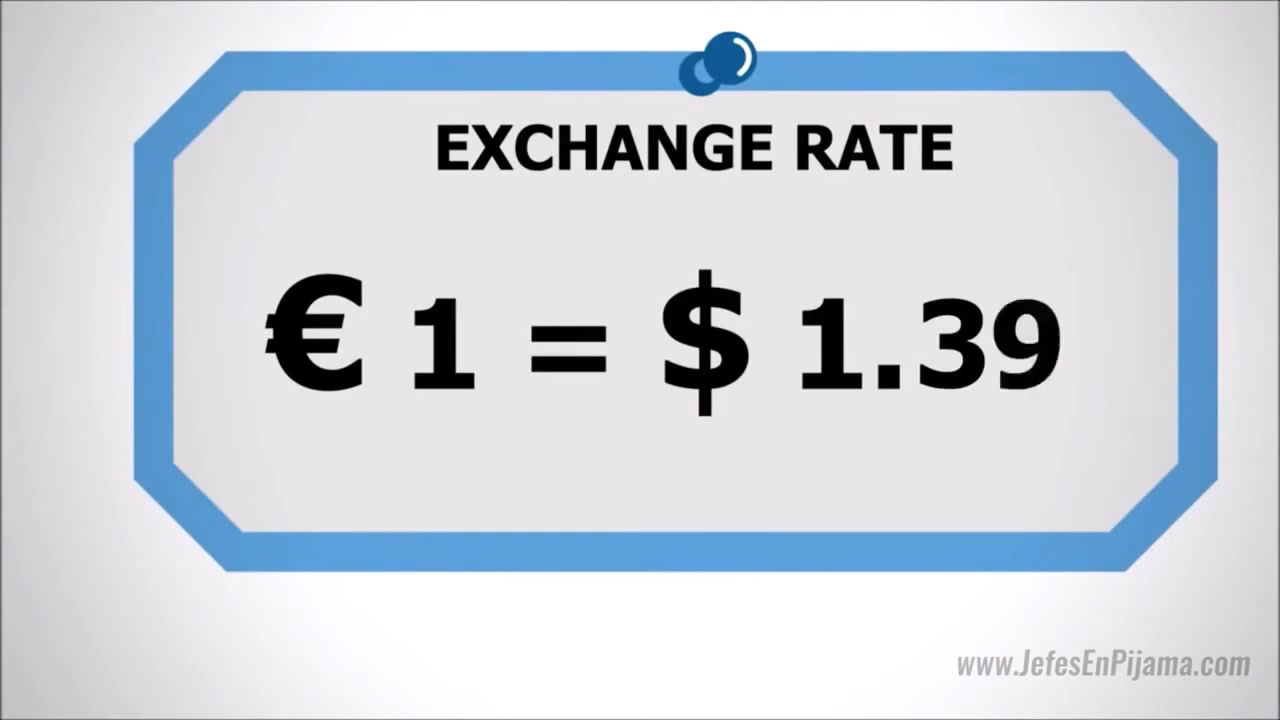 EXCHANGE RATE
€ 1 = $ 1.39
www.JefesEnPijama.com